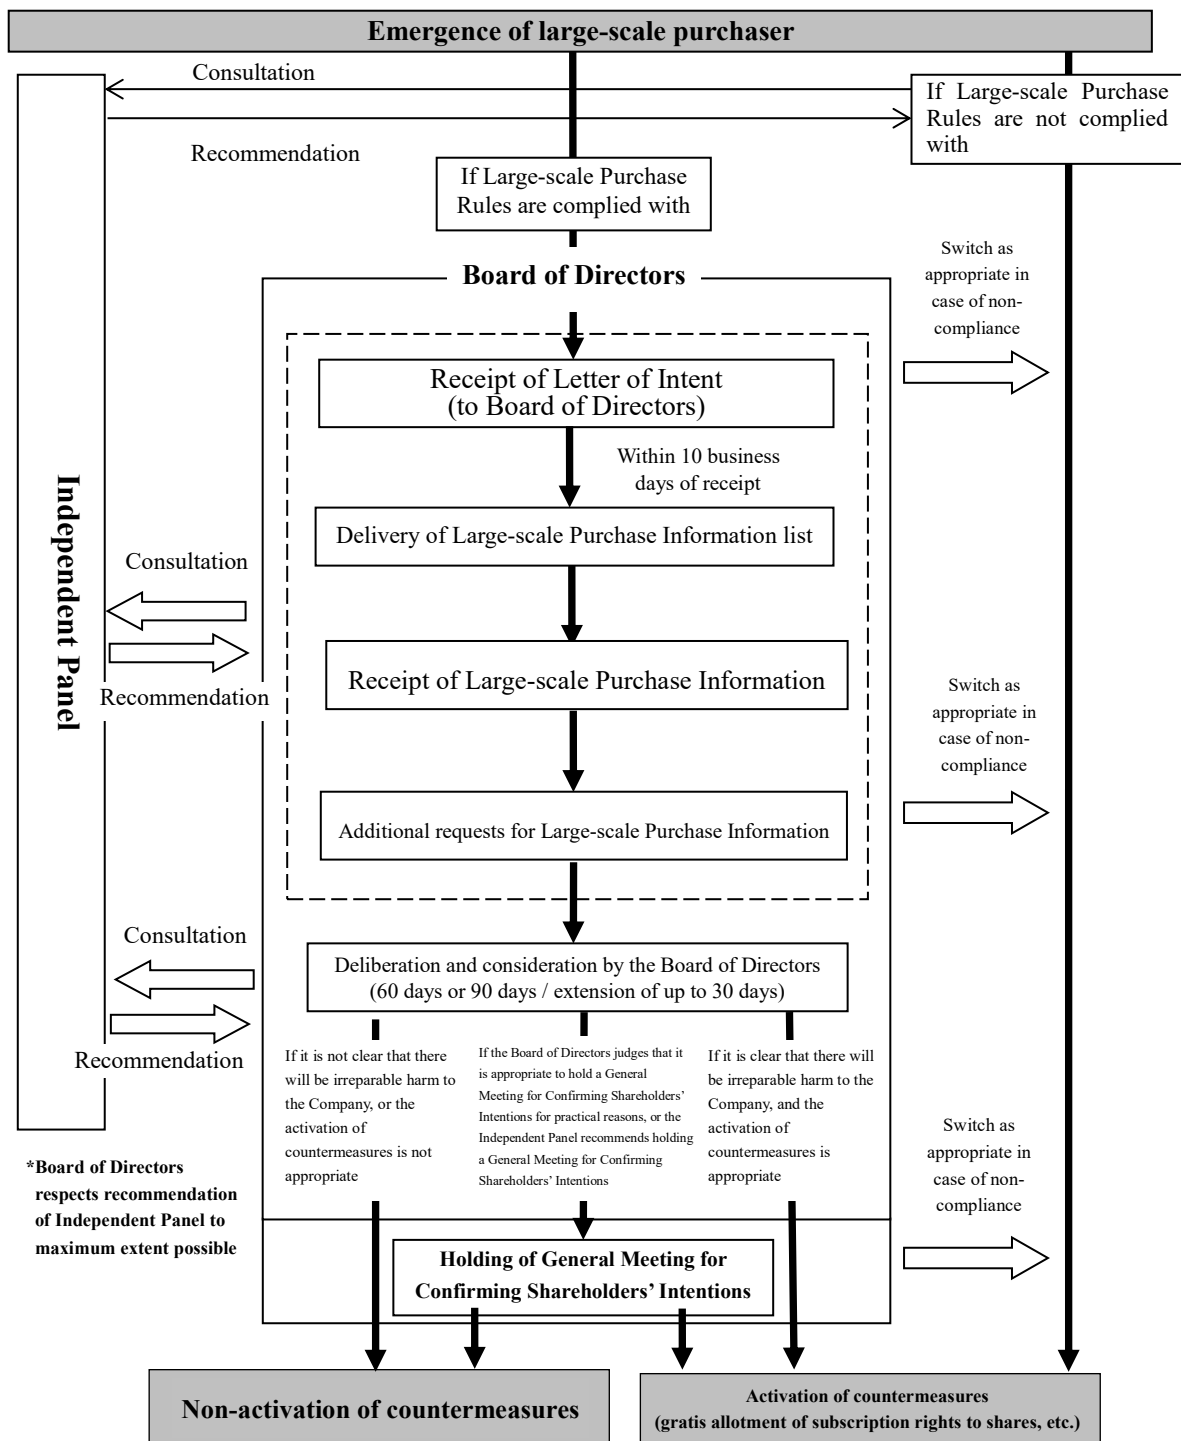 Emergence of large-scale purchaser
Consultation
If Large-scale Purchase
Rules are not complied
with
Recommendation
If Large-scale Purchase
Rules are complied with
Board of Directors
Switch as
appropriate in
case of non-
compliance
Receipt of Letter of Intent
(to Board of Directors)
Within 10 business
days of receipt
Delivery of Large-scale Purchase Information list
Independent Panel
Consultation
Recommendation
Receipt of Large-scale Purchase Information
Switch as
appropriate in
case of non-
compliance
Additional requests for Large-scale Purchase Information
Consultation
Recommendation
Deliberation and consideration by the Board of Directors
(60 days or 90 days / extension of up to 30 days)
If it is not clear that there
will be irreparable harm to
the Company, or the
activation of
countermeasures is not
appropriate
If the Board of Directors judges that it
is appropriate to hold a General
Meeting for Confirming Shareholders'
Intentions for practical reasons, or the
Independent Panel recommends holding
a General Meeting for Confirming
Shareholders' Intentions
If it is clear that there will
be irreparable harm to the
Company, and the
activation of
countermeasures is
appropriate
Switch as
appropriate in
case of non-
compliance
*Board of Directors
respects recommendation
of Independent Panel to
maximum extent possible
Holding of General Meeting for
Confirming Shareholders' Intentions
Non-activation of countermeasures
Activation of countermeasures
(gratis allotment of subscription rights to shares, etc.)